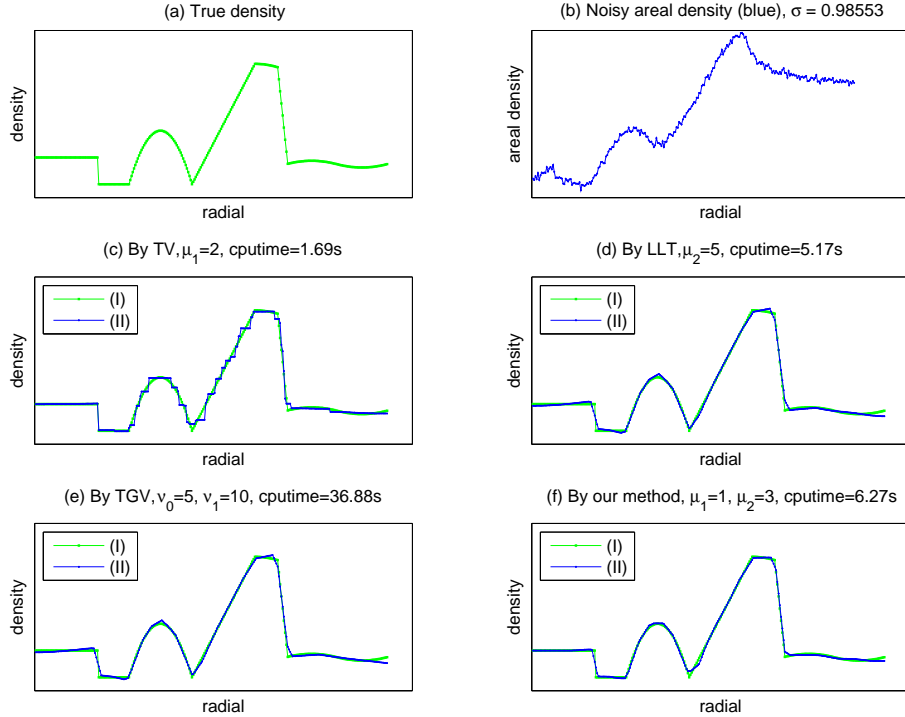 (a) True density
density
radial
(b) Noisy areal density (blue), σ = 0.98553
areal density
radial
(c) By TV,μ₁=2, cputime=1.69s
(I)
(II)
density
radial
(d) By LLT,μ₂=5, cputime=5.17s
(I)
(II)
density
radial
(e) By TGV,ν₀=5, ν₁=10, cputime=36.88s
(I)
(II)
density
radial
(f) By our method, μ₁=1, μ₂=3, cputime=6.27s
(I)
(II)
density
radial